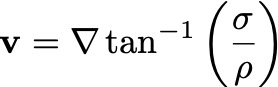 𝐯 = ∇ tan⁻¹ (σ/ρ)